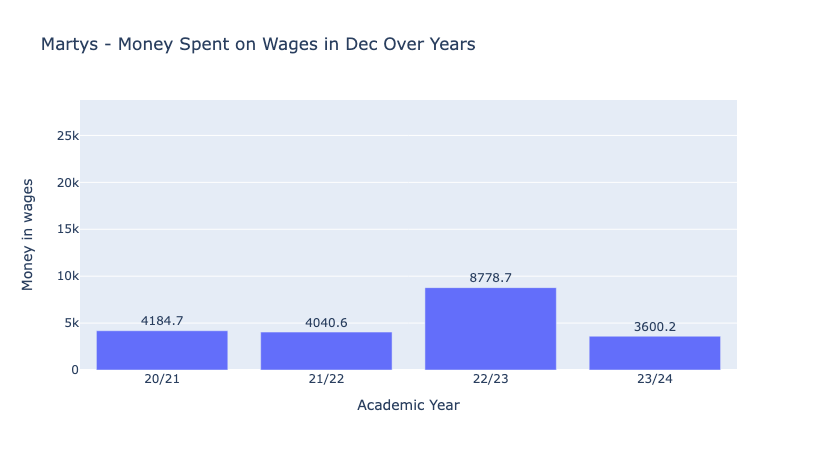 Martys - Money Spent on Wages in Dec Over Years
Money in wages
25k
20k
15k
10k
5k
0
4184.7
4040.6
8778.7
3600.2
20/21
21/22
22/23
23/24
Academic Year